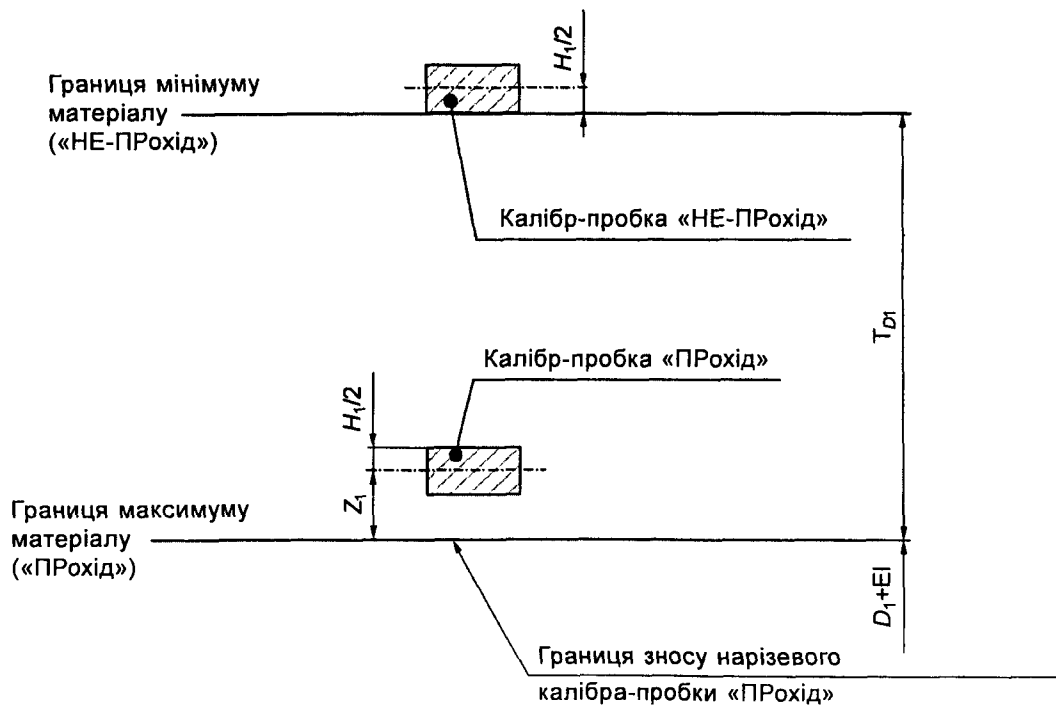 H₁/2
Границя мінімуму
матеріалу
(«НЕ-ПРохід»)
Калібр-пробка «НЕ-ПРохід»
T_D1
Калібр-пробка «ПРохід»
H₁/2
Z₁
Границя максимуму
матеріалу
(«ПРохід»)
D₁+EI
Границя зносу нарізевого
калібра-пробки «ПРохід»